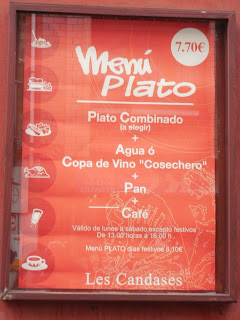 7.70€
Menú
Plato
Plato Combinado
(a elegir)
+
Agua ó
Copa de Vino "Cosechero"
+
Pan
+
Café
Válido de lunes a sábado excepto festivos
De 13.00 horas a 16.00 h.
Menú PLATO días festivos 8,10€
Les Candases